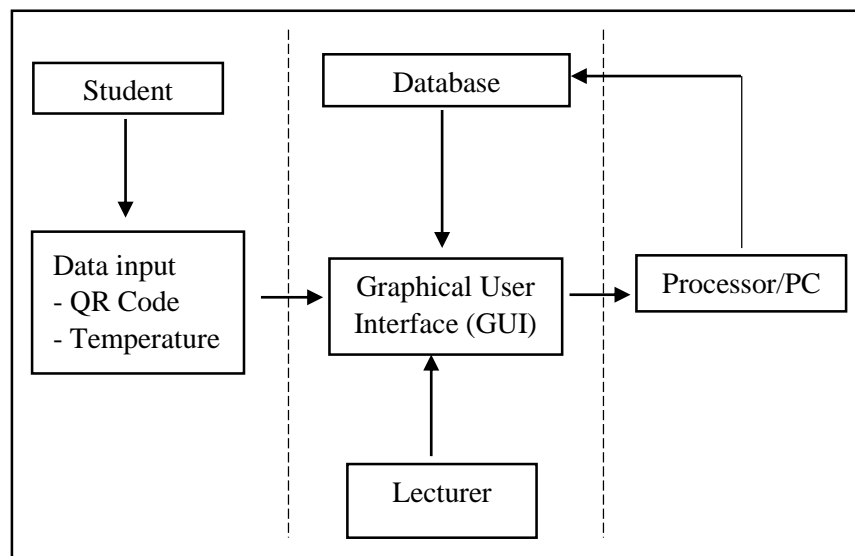 Student
Database
Data input
- QR Code
- Temperature
Graphical User
Interface (GUI)
Processor/PC
Lecturer